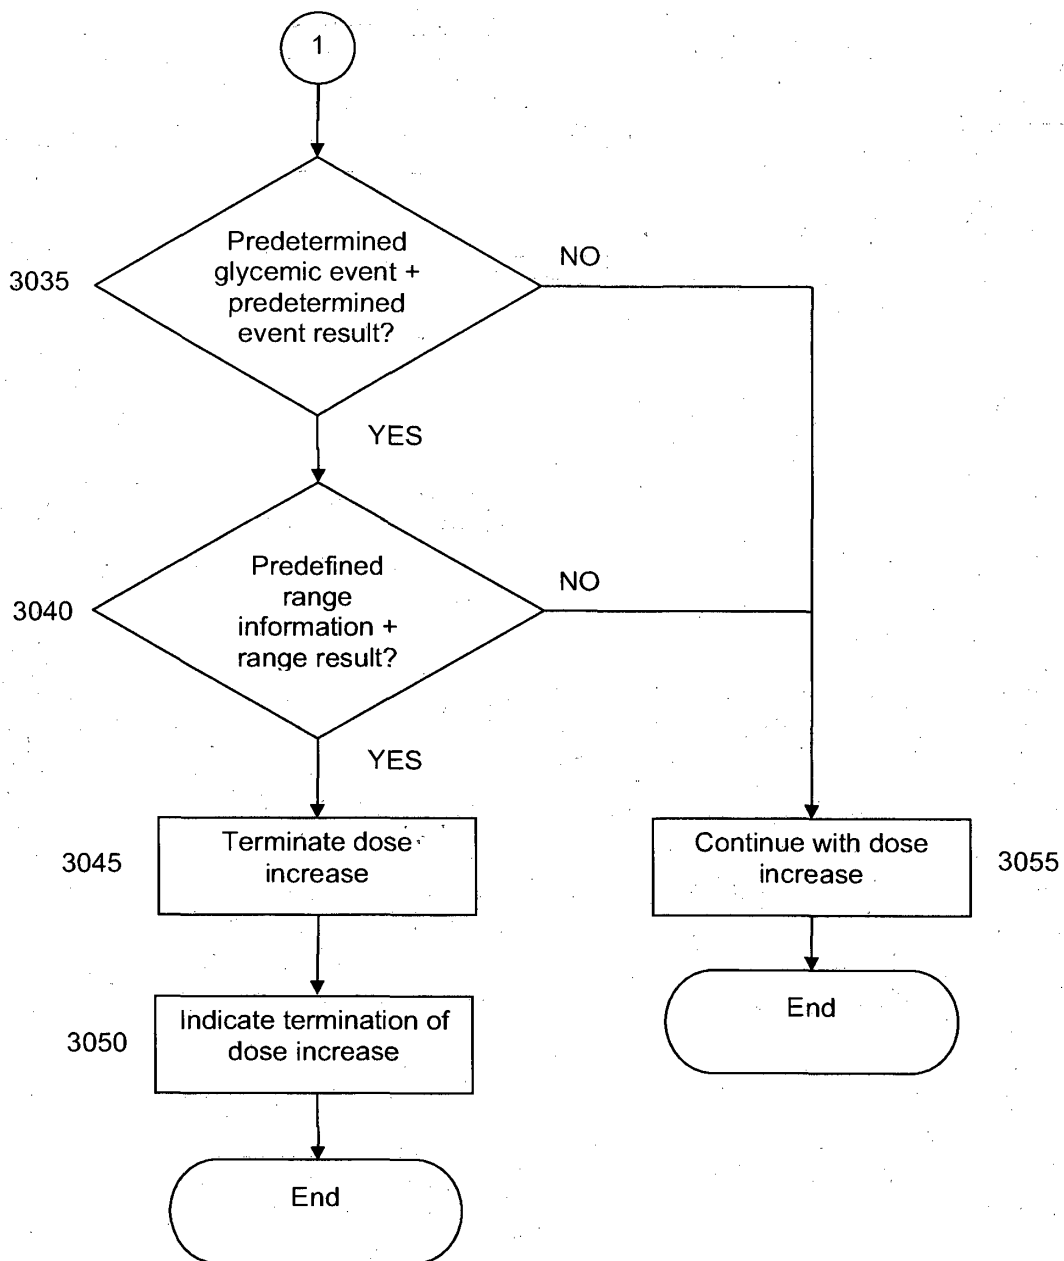 1
Predetermined
glycemic event +
predetermined
event result?
NO
3035
YES
Predefined
range
information +
range result?
NO
3040
YES
Terminate dose
increase
3045
Continue with dose
increase
3055
Indicate termination of
dose increase
3050
End
End